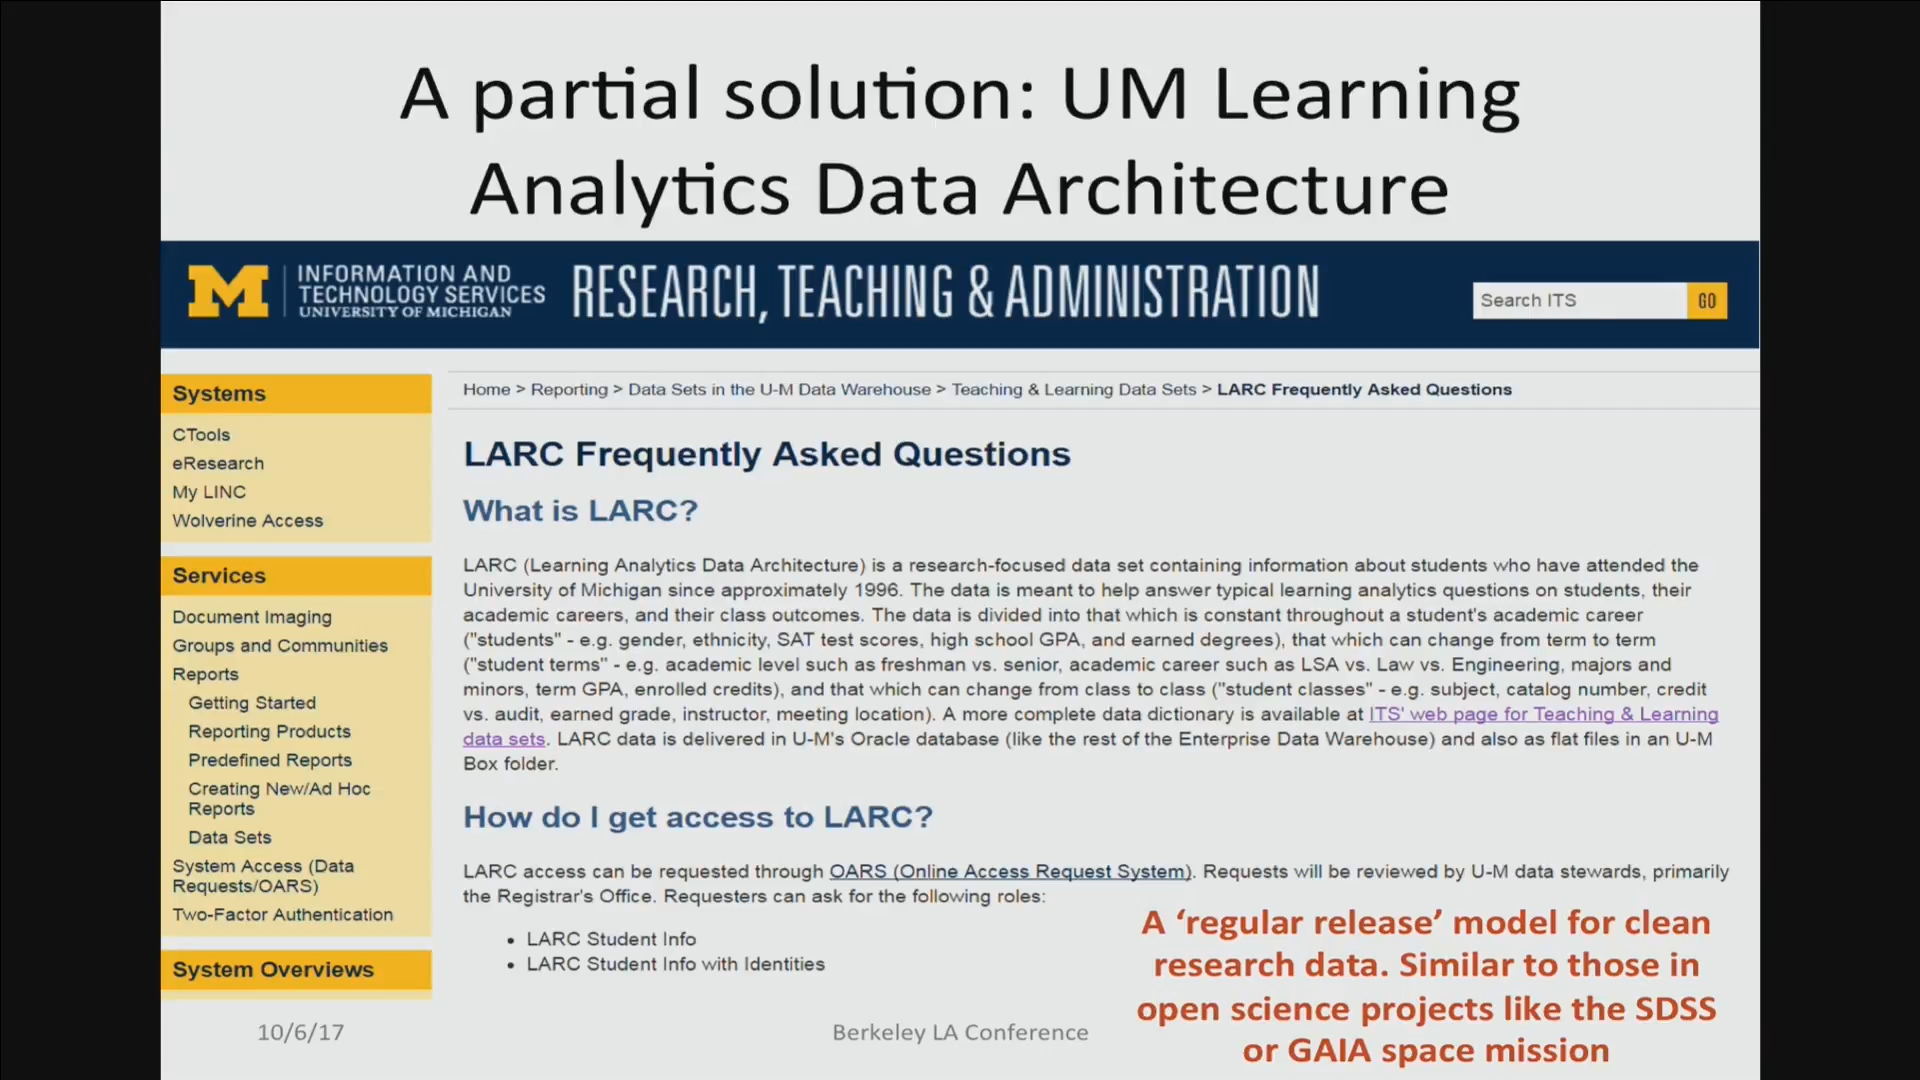 A partial solution: UM Learning
Analytics Data Architecture
M
INFORMATION AND
TECHNOLOGY SERVICES
UNIVERSITY OF MICHIGAN
RESEARCH, TEACHING & ADMINISTRATION
Search ITS
GO
Systems
CTools
eResearch
My LINC
Wolverine Access
Services
Document Imaging
Groups and Communities
Reports
Getting Started
Reporting Products
Predefined Reports
Creating New/Ad Hoc
Reports
Data Sets
System Access (Data
Requests/OARS)
Two-Factor Authentication
System Overviews
Home > Reporting > Data Sets in the U-M Data Warehouse > Teaching & Learning Data Sets > LARC Frequently Asked Questions
LARC Frequently Asked Questions
What is LARC?
LARC (Learning Analytics Data Architecture) is a research-focused data set containing information about students who have attended the
University of Michigan since approximately 1996. The data is meant to help answer typical learning analytics questions on students, their
academic careers, and their class outcomes. The data is divided into that which is constant throughout a student's academic career
("students" - e.g. gender, ethnicity, SAT test scores, high school GPA, and earned degrees), that which can change from term to term
("student terms" - e.g. academic level such as freshman vs. senior, academic career such as LSA vs. Law vs. Engineering, majors and
minors, term GPA, enrolled credits), and that which can change from class to class ("student classes" - e.g. subject, catalog number, credit
vs. audit, earned grade, instructor, meeting location). A more complete data dictionary is available at ITS' web page for Teaching & Learning
data sets. LARC data is delivered in U-M's Oracle database (like the rest of the Enterprise Data Warehouse) and also as flat files in an U-M
Box folder.
How do I get access to LARC?
LARC access can be requested through OARS (Online Access Request System). Requests will be reviewed by U-M data stewards, primarily
the Registrar's Office. Requesters can ask for the following roles:
• LARC Student Info
• LARC Student Info with Identities
A ‘regular release’ model for clean
research data. Similar to those in
open science projects like the SDSS
or GAIA space mission
10/6/17
Berkeley LA Conference